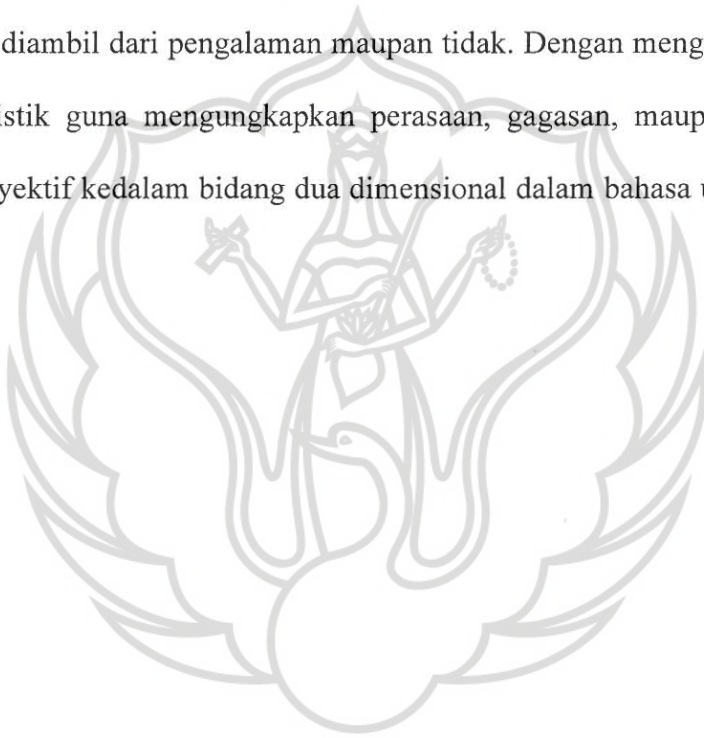 diambil dari pengalaman maupan tidak. Dengan meng
istik guna mengungkapkan perasaan, gagasan, maup
yektif kedalam bidang dua dimensional dalam bahasa u